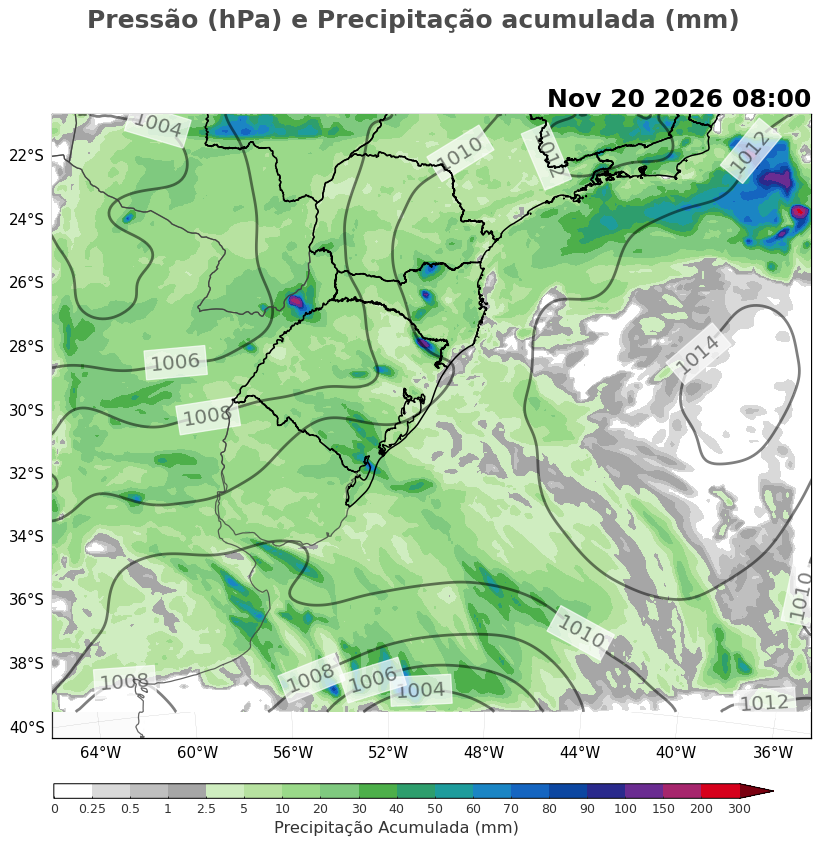 Pressão (hPa) e Precipitação acumulada (mm)
Nov 20 2026 08:00
1004
1010
1012
1012
22°S
24°S
26°S
28°S
30°S
32°S
34°S
36°S
38°S
40°S
1006
1014
1008
1010
1010
1008
1008
1006
1004
1012
64°W 60°W 56°W 52°W 48°W 44°W 40°W 36°W
0 0.25 0.5 1 2.5 5 10 20 30 40 50 60 70 80 90 100 150 200 300
Precipitação Acumulada (mm)